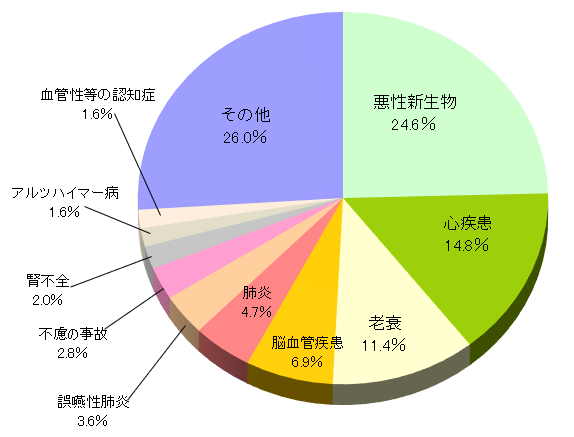 悪性新生物
24.6%
心疾患
14.8%
老衰
11.4%
脳血管疾患
6.9%
肺炎
4.7%
誤嚥性肺炎
3.6%
不慮の事故
2.8%
腎不全
2.0%
アルツハイマー病
1.6%
血管性等の認知症
1.6%
その他
26.0%